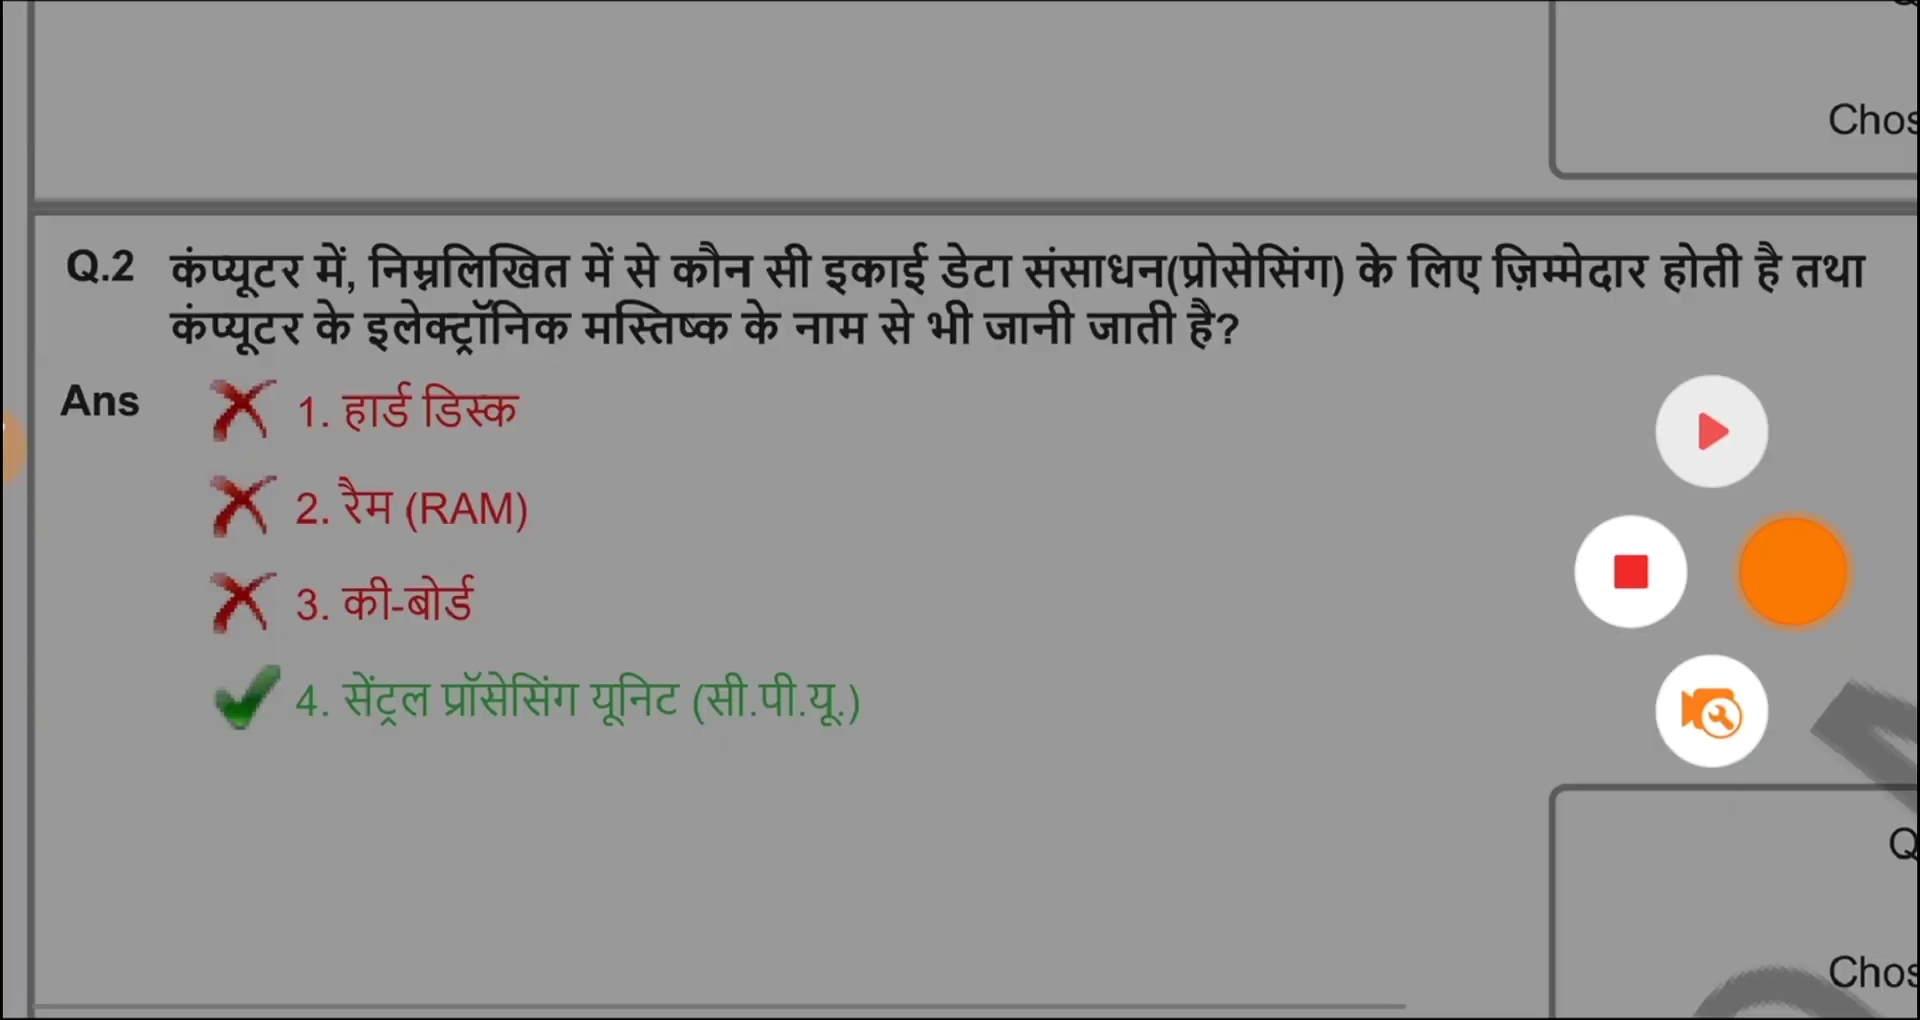 Chos
Q.2 कंप्यूटर में, निम्नलिखित में से कौन सी इकाई डेटा संसाधन(प्रोसेसिंग) के लिए ज़िम्मेदार होती है तथा
कंप्यूटर के इलेक्ट्रॉनिक मस्तिष्क के नाम से भी जानी जाती है?
Ans 1. हार्ड डिस्क
2. रैम (RAM)
3. की-बोर्ड
4. सेंट्रल प्रॉसेसिंग यूनिट (सी.पी.यू.)
Q
Chos